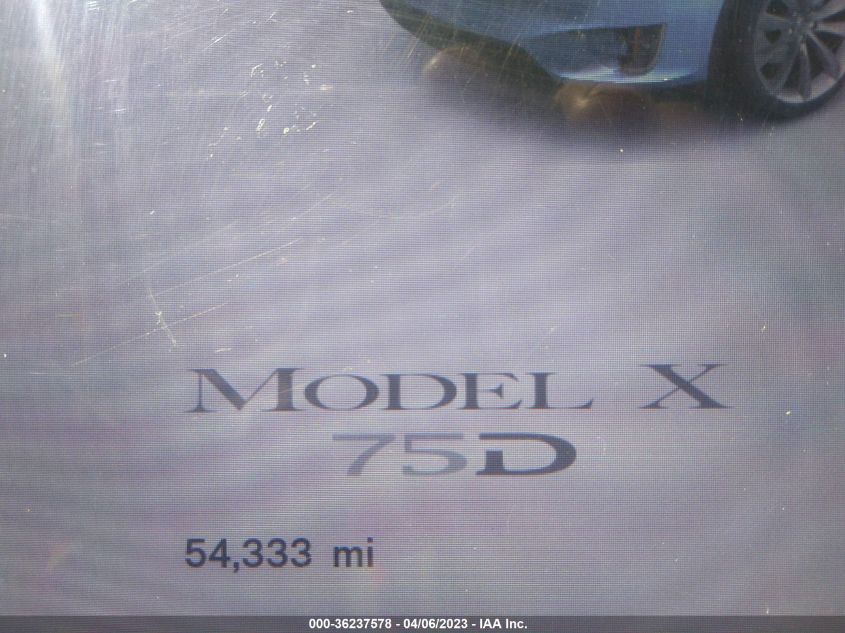 MODEL X
75D
54,333 mi
000-36237578 - 04/06/2023 - IAA Inc.